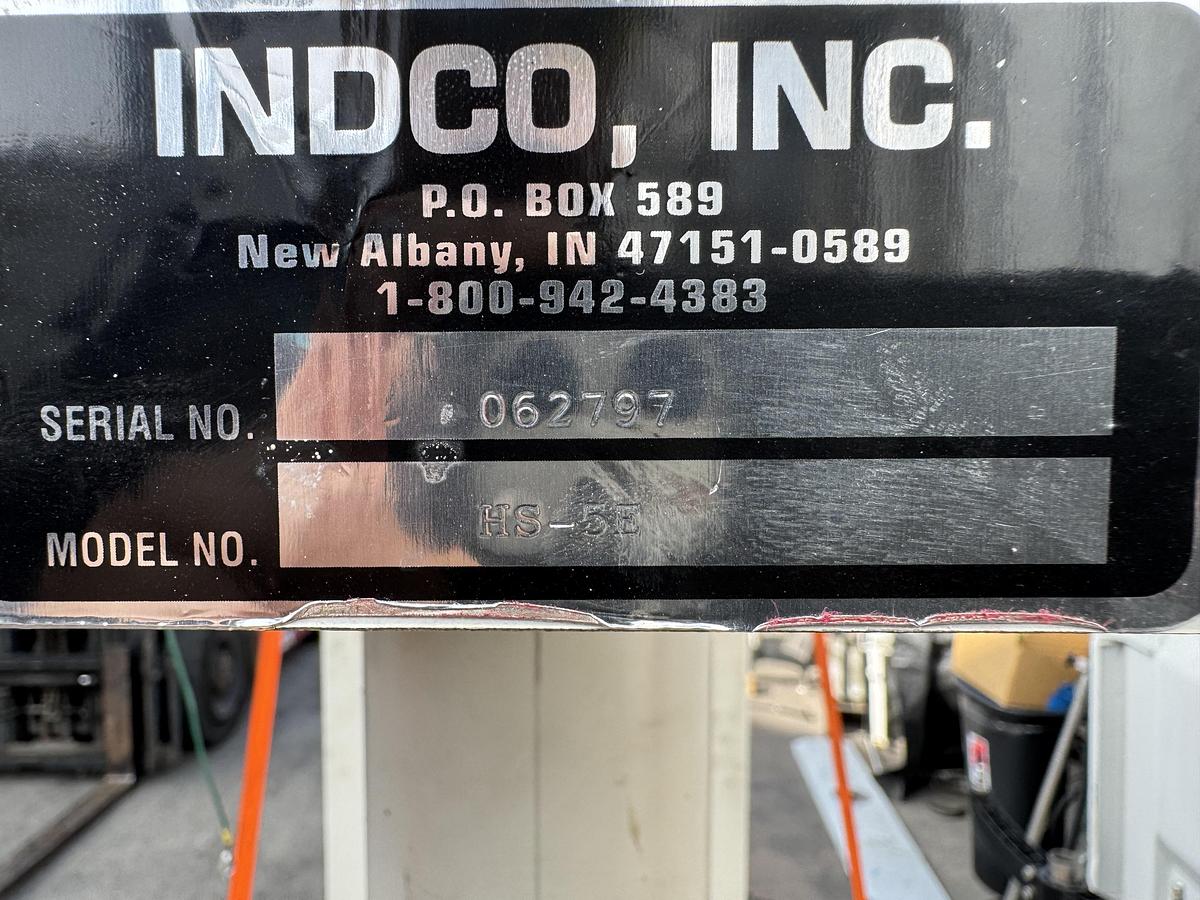 INDCO, INC.
P.O. BOX 589
New Albany, IN 47151-0589
1-800-942-4383
SERIAL NO. 062797
MODEL NO. HS-5E